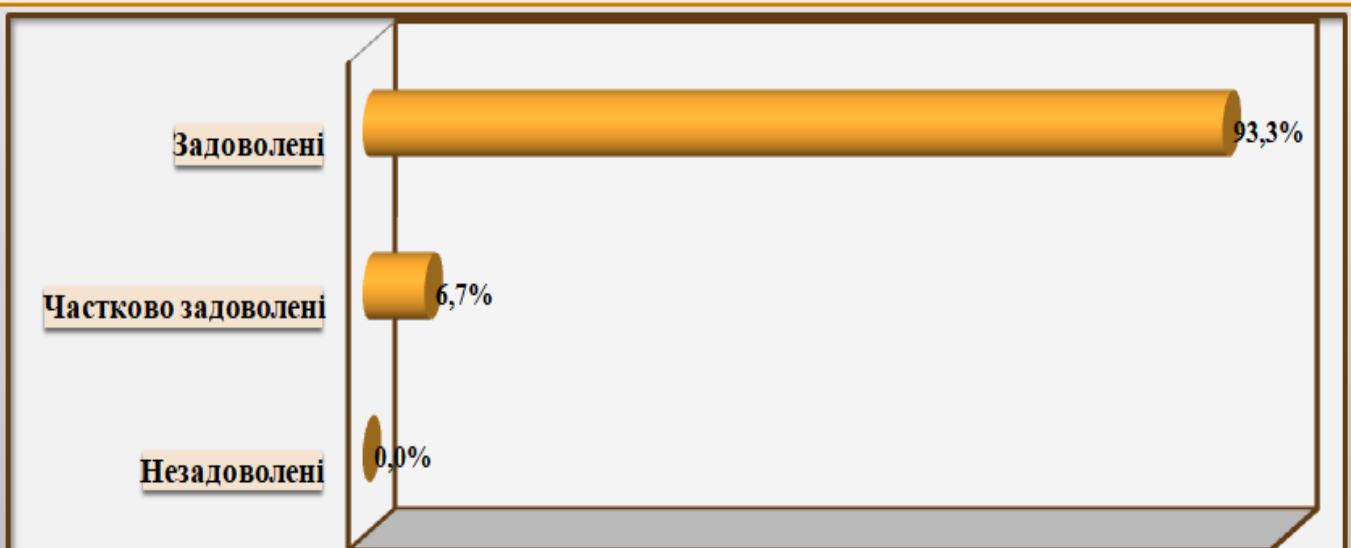 Задоволені
93,3%
Частково задоволені
6,7%
Незадоволені
0,0%